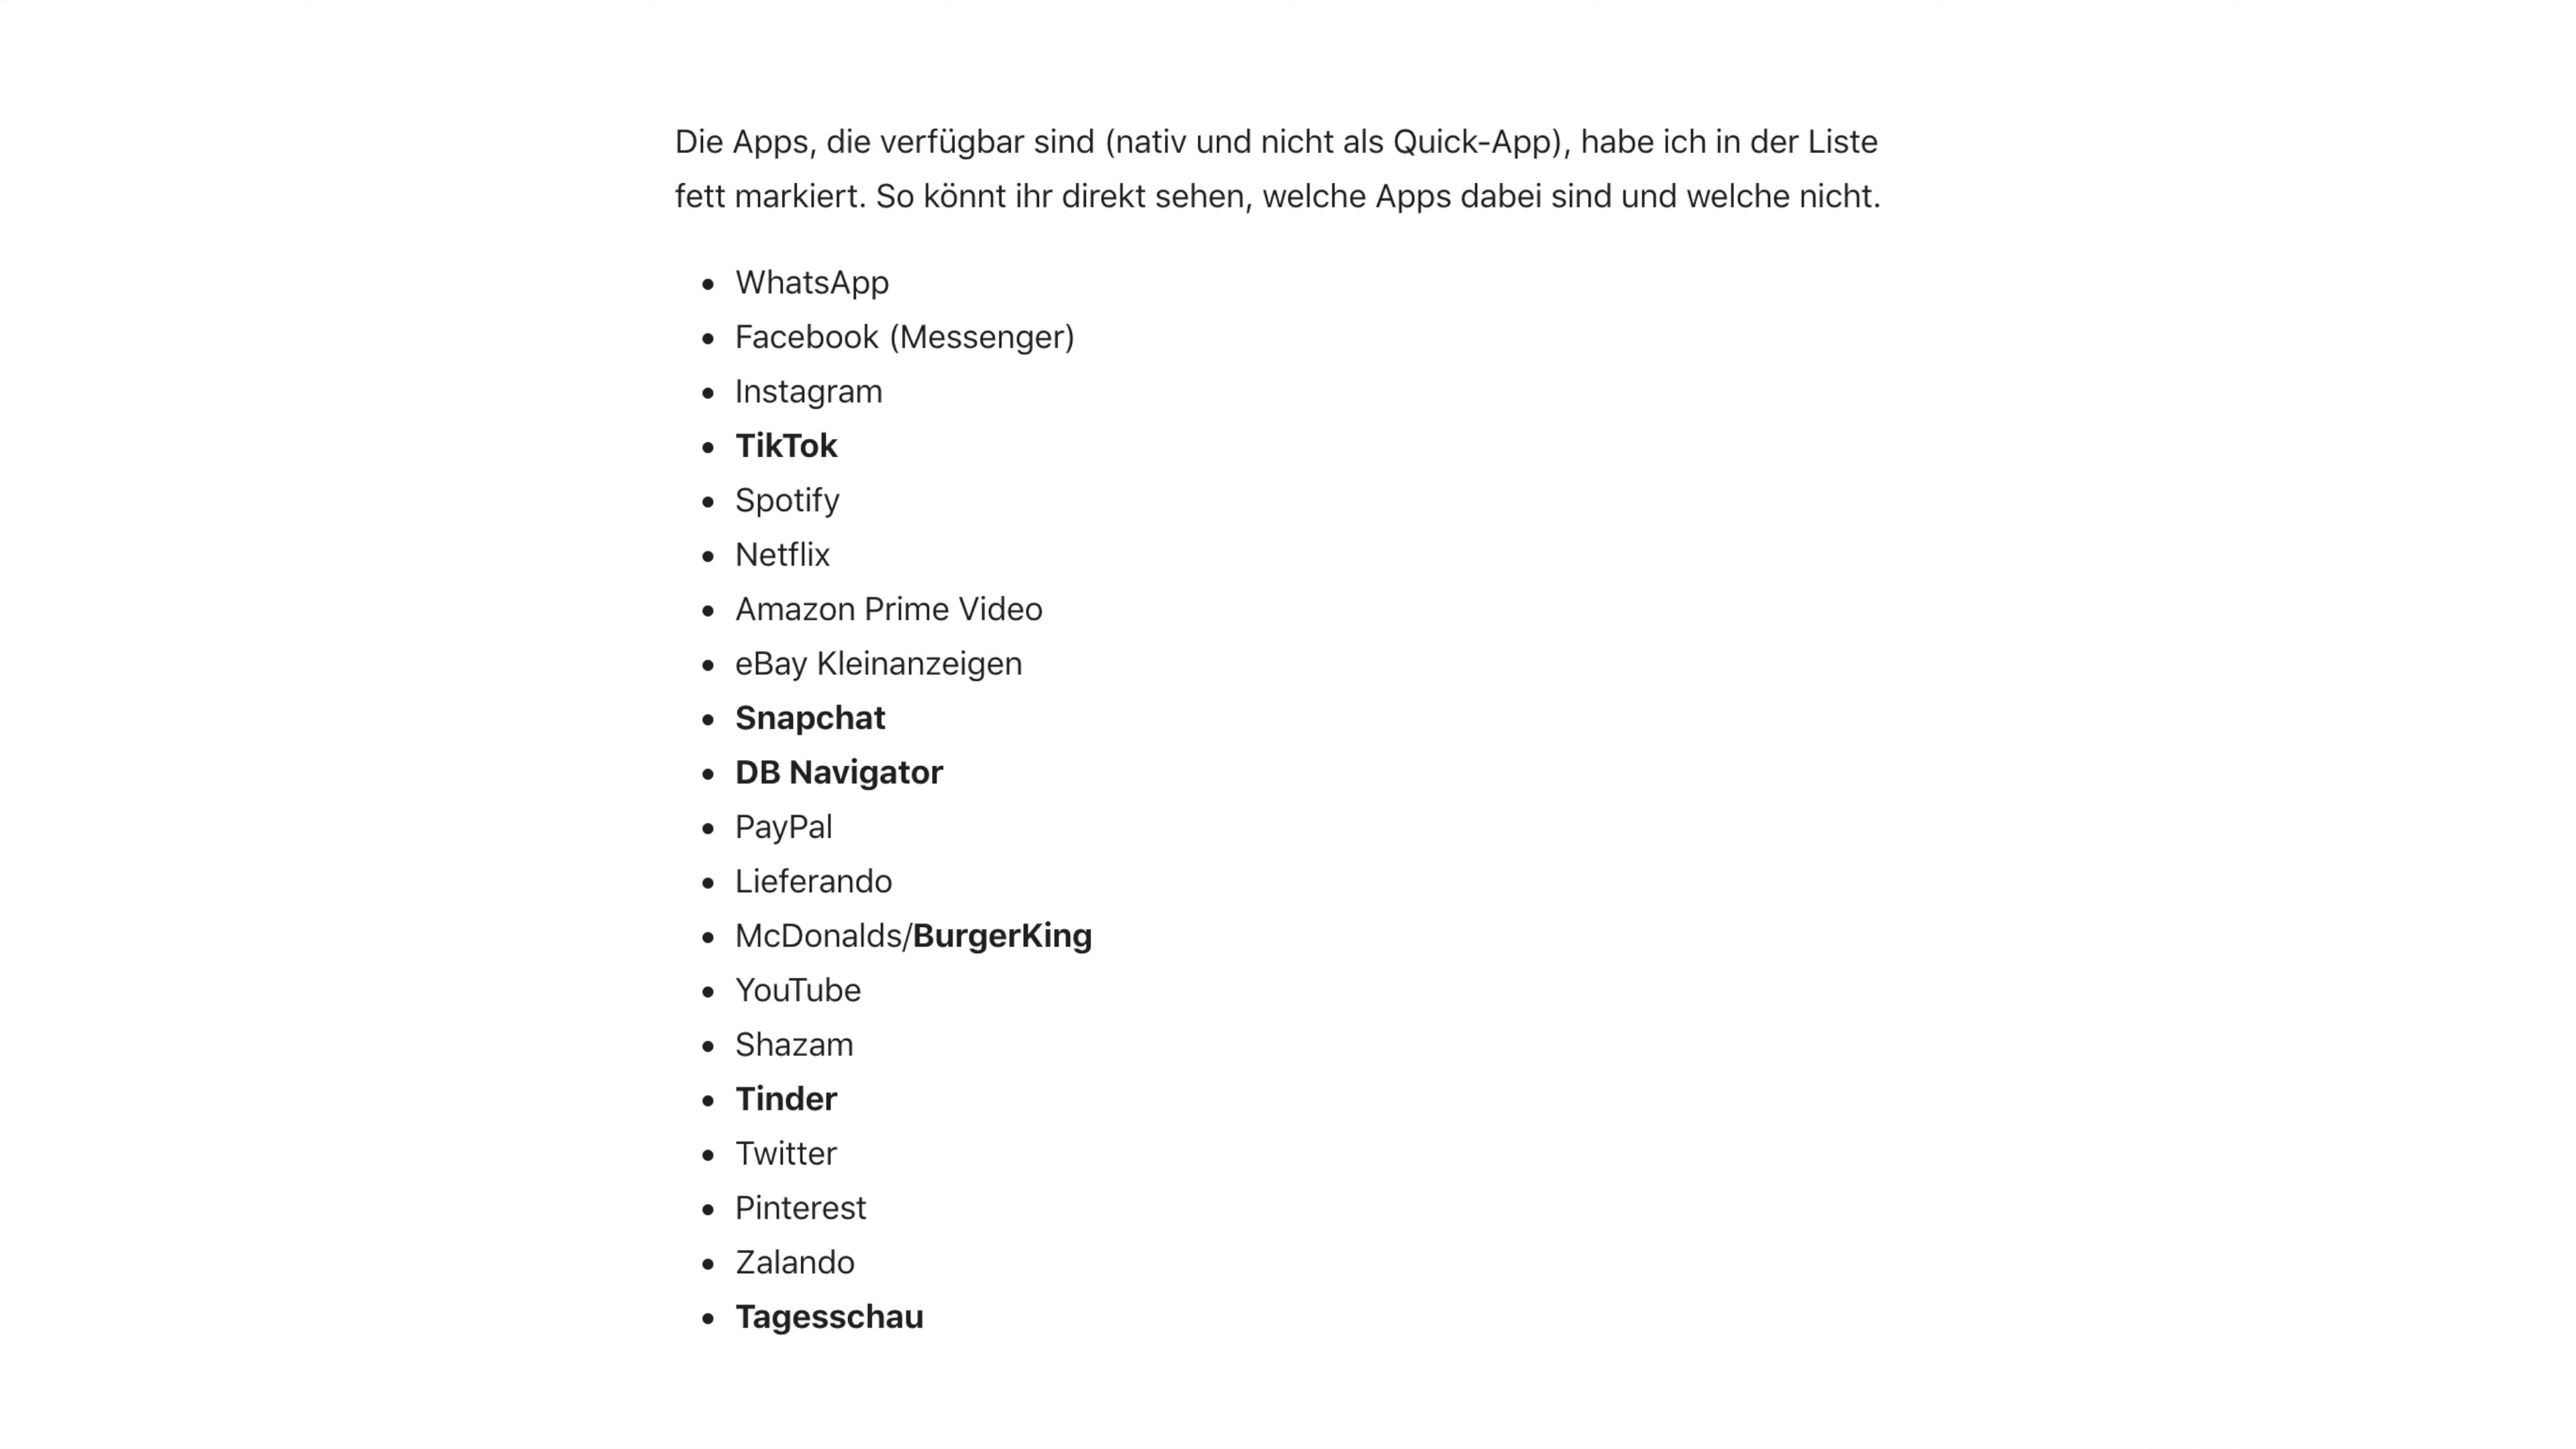 Die Apps, die verfügbar sind (nativ und nicht als Quick-App), habe ich in der Liste
fett markiert. So könnt ihr direkt sehen, welche Apps dabei sind und welche nicht.
• WhatsApp
• Facebook (Messenger)
• Instagram
• TikTok
• Spotify
• Netflix
• Amazon Prime Video
• eBay Kleinanzeigen
• Snapchat
• DB Navigator
• PayPal
• Lieferando
• McDonalds/BurgerKing
• YouTube
• Shazam
• Tinder
• Twitter
• Pinterest
• Zalando
• Tagesschau